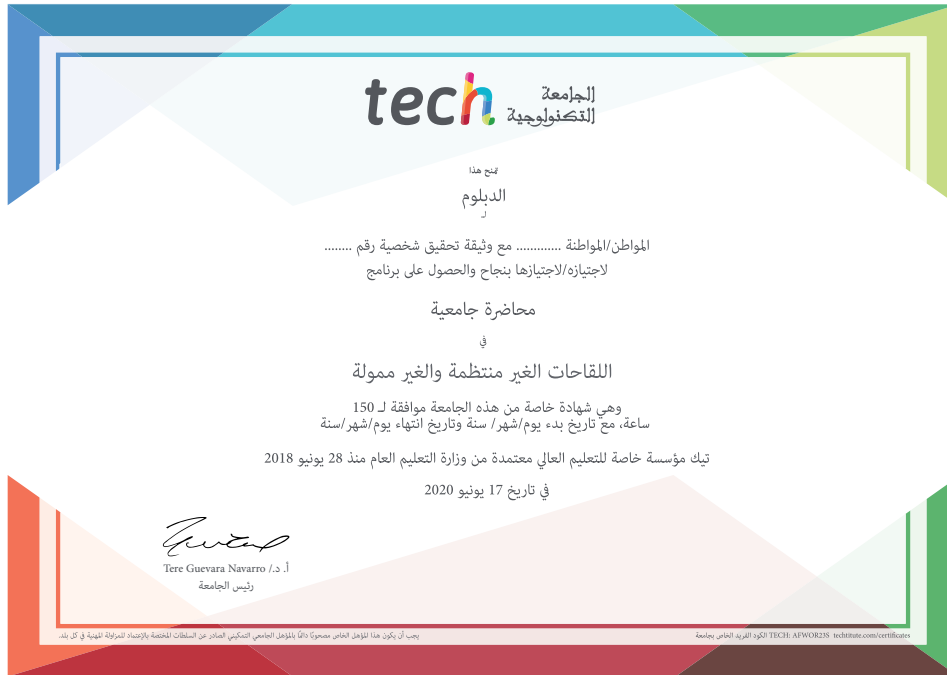 tech
الجامعة
التكنولوجية
تمنح هذا
الدبلوم
لـ
المواطن/المواطنة ............. مع وثيقة تحقيق شخصية رقم ........
لاجتيازه/لاجتيازها بنجاح والحصول على برنامج
محاضرة جامعية
في
اللقاحات الغير منتظمة والغير ممولة
وهي شهادة خاصة من هذه الجامعة موافقة لـ 150
ساعة، مع تاريخ بدء يوم/شهر/ سنة وتاريخ انتهاء يوم/شهر/سنة
تيك مؤسسة خاصة للتعليم العالي معتمدة من وزارة التعليم العام منذ 28 يونيو 2018
في تاريخ 17 يونيو 2020
أ. د./ Tere Guevara Navarro
رئيس الجامعة
يجب أن يكون هذا المؤهل الخاص مصحوبًا دائمًا بالمؤهل الجامعي التمكيني الصادر عن السلطات المختصة بالإعتماد للمزاولة المهنية في كل بلد.
الكود الفريد الخاص بجامعة TECH: AFWOR23S techtitute.com/certificates